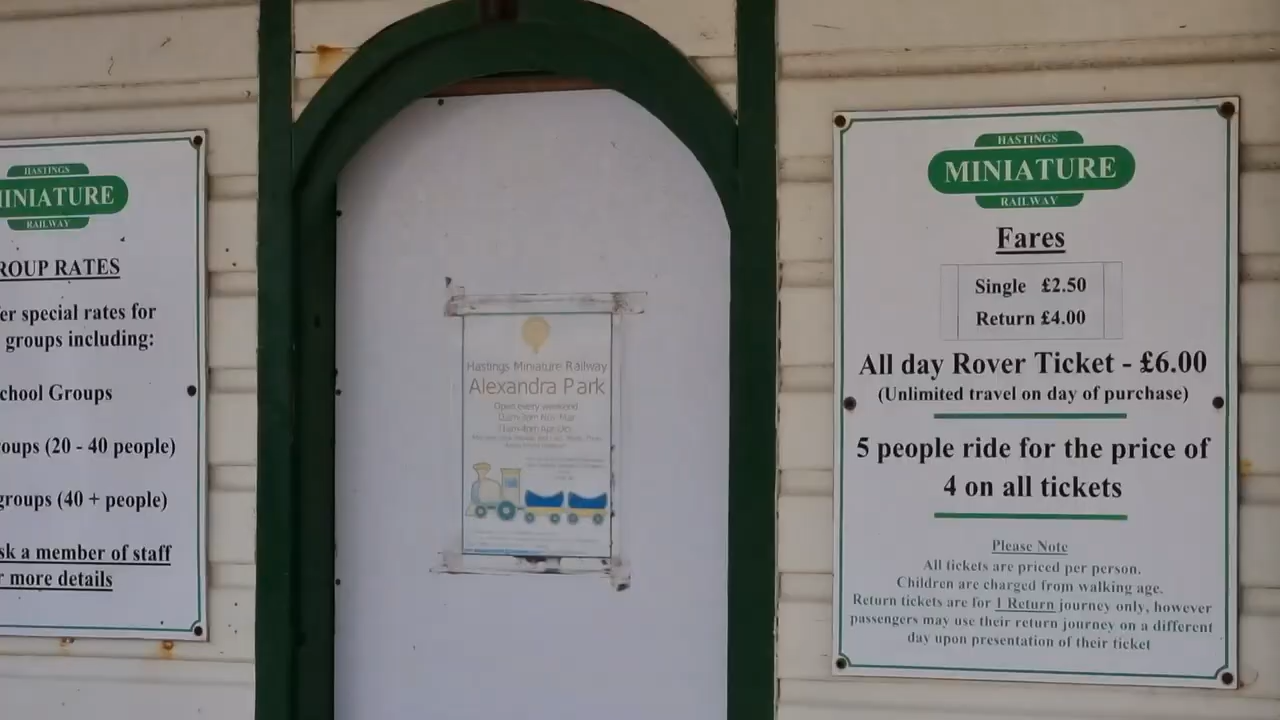 HASTINGS
MINIATURE
RAILWAY
ROUP RATES
er special rates for
groups including:
chool Groups
oups (20 - 40 people)
groups (40 + people)
sk a member of staff
r more details
Hastings Miniature Railway
Alexandra Park
Open every weekend
11am-4pm
HASTINGS
MINIATURE
RAILWAY
Fares
Single £2.50
Return £4.00
All day Rover Ticket - £6.00
(Unlimited travel on day of purchase)
5 people ride for the price of
4 on all tickets
Please Note
All tickets are priced per person.
Children are charged from walking age.
Return tickets are for 1 Return journey only, however
passengers may use their return journey on a different
day upon presentation of their ticket